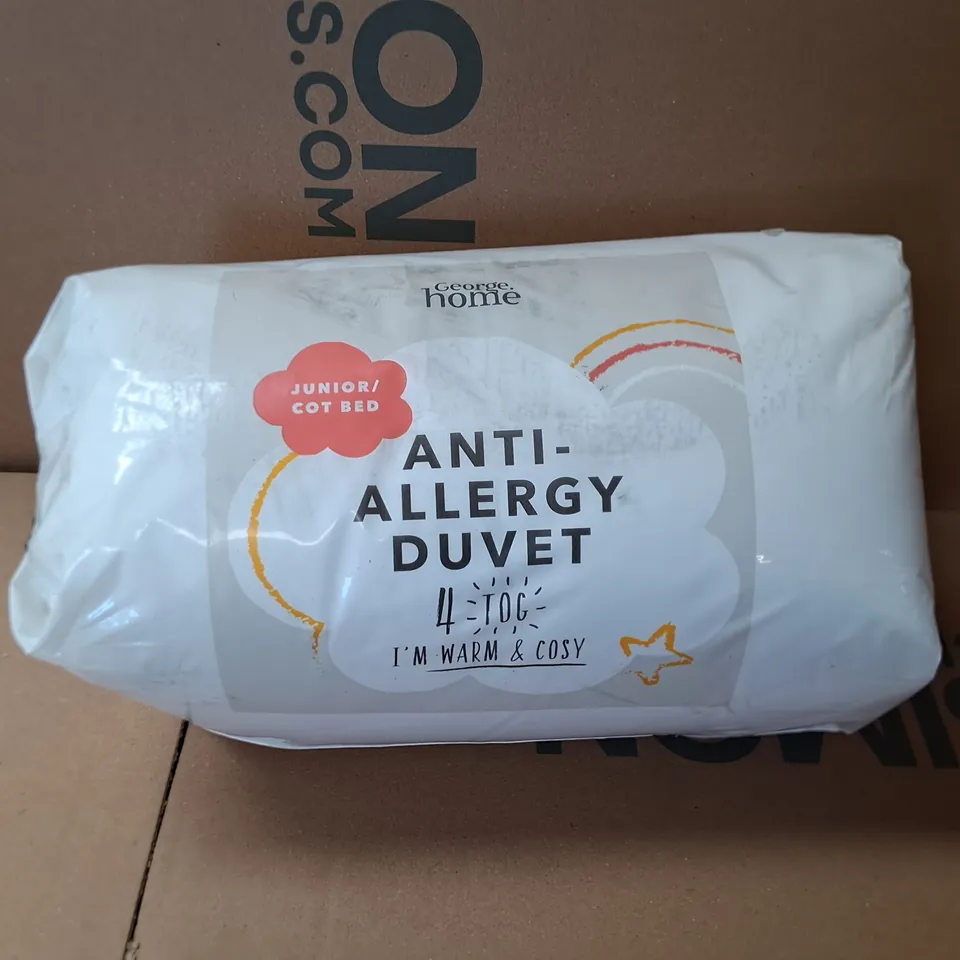 ON
S.COM
George.
home
JUNIOR/
COT BED
ANTI-
ALLERGY
DUVET
4 TOG
I'M WARM & COSY